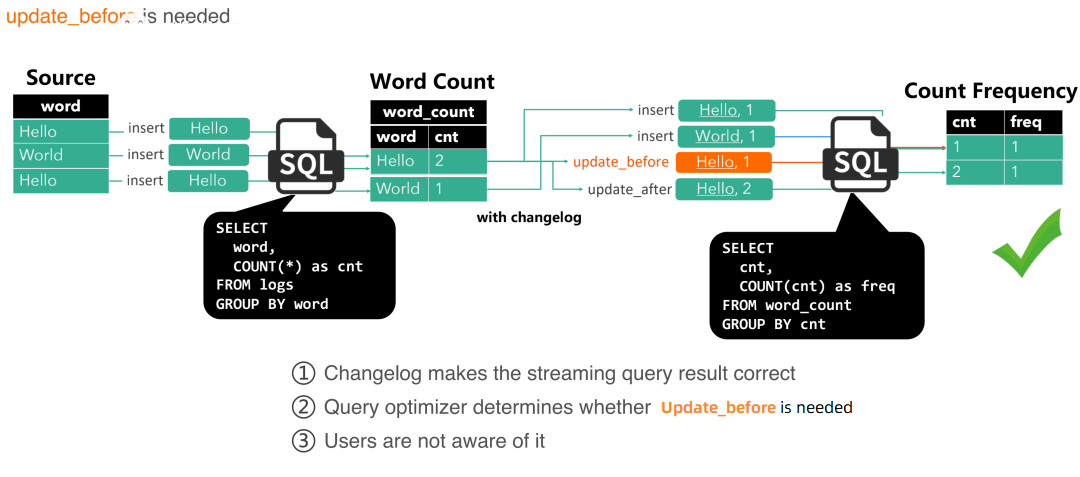 update_before is needed
Source
Word Count
Count Frequency
word
Hello
World
Hello
insert Hello
insert World
insert Hello
SQL
word_count
word cnt
Hello 2
World 1
with changelog
insert Hello, 1
insert World, 1
update_before Hello, 1
update_after Hello, 2
SQL
cnt freq
1 1
2 1
SELECT
word,
COUNT(*) as cnt
FROM logs
GROUP BY word
SELECT
cnt,
COUNT(cnt) as freq
FROM word_count
GROUP BY cnt
① Changelog makes the streaming query result correct
② Query optimizer determines whether Update_before is needed
③ Users are not aware of it